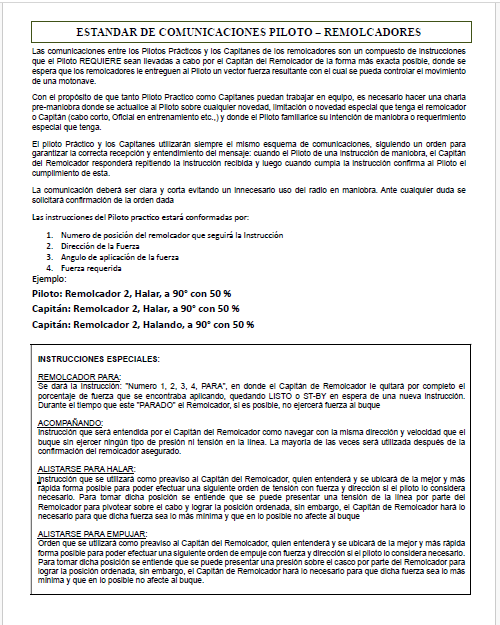 ESTANDAR DE COMUNICACIONES PILOTO – REMOLCADORES
Las comunicaciones entre los Pilotos Prácticos y los Capitanes de los remolcadores son un compuesto de instrucciones
que el Piloto REQUIERE sean llevadas a cabo por el Capitán del Remolcador de la forma más exacta posible, donde se
espera que los remolcadores le entreguen al Piloto un vector fuerza resultante con el cual se pueda controlar el movimiento
de una motonave.
Con el propósito de que tanto Piloto Practico como Capitanes puedan trabajar en equipo, es necesario hacer una charla
pre-maniobra donde se actualice al Piloto sobre cualquier novedad, limitación o novedad especial que tenga el remolcador
o Capitán (cabo corto, Oficial en entrenamiento etc.,) y donde el Piloto familiarice su intención de maniobra o requerimiento
especial que tenga.
El piloto Práctico y los Capitanes utilizarán siempre el mismo esquema de comunicaciones, siguiendo un orden para
garantizar la correcta recepción y entendimiento del mensaje: cuando el Piloto de una instrucción de maniobra, el Capitán
del Remolcador responderá repitiendo la instrucción recibida y luego cuando cumpla la instrucción confirma al Piloto el
cumplimiento de esta.
La comunicación deberá ser clara y corta evitando un innecesario uso del radio en maniobra. Ante cualquier duda se
solicitará confirmación de la orden dada
Las instrucciones del Piloto practico estará conformadas por:
1. Numero de posición del remolcador que seguirá la instrucción
2. Dirección de la Fuerza
3. Angulo de aplicación de la fuerza
4. Fuerza requerida
Ejemplo:
Piloto: Remolcador 2, Halar, a 90° con 50 %
Capitán: Remolcador 2, Halar, a 90° con 50 %
Capitán: Remolcador 2, Halando, a 90° con 50 %
INSTRUCCIONES ESPECIALES:
REMOLCADOR PARA:
Se dará la instrucción: "Numero 1, 2, 3, 4, PARA", en donde el Capitán de Remolcador le quitará por completo el
porcentaje de fuerza que se encontraba aplicando, quedando LISTO o ST-BY en espera de una nueva instrucción.
Durante el tiempo que este "PARADO" el Remolcador, si es posible, no ejercerá fuerza al buque
ACOMPAÑANDO:
Instrucción que será entendida por el Capitán del Remolcador como navegar con la misma dirección y velocidad que el
buque sin ejercer ningún tipo de presión ni tensión en la línea. La mayoría de las veces será utilizada después de la
confirmación del remolcador asegurado.
ALISTARSE PARA HALAR:
Instrucción que se utilizará como preaviso al Capitán del Remolcador, quien entenderá y se ubicará de la mejor y más
rápida forma posible para poder efectuar una siguiente orden de tensión con fuerza y dirección si el piloto lo considera
necesario. Para tomar dicha posición se entiende que se puede presentar una tensión de la línea por parte del
Remolcador para pivotear sobre el cabo y lograr la posición ordenada, sin embargo, el Capitán de Remolcador hará lo
necesario para que dicha fuerza sea lo más mínima y que en lo posible no afecte al buque
ALISTARSE PARA EMPUJAR:
Orden que se utilizará como preaviso al Capitán del Remolcador, quien entenderá y se ubicará de la mejor y más rápida
forma posible para poder efectuar una siguiente orden de empuje con fuerza y dirección si el piloto lo considera necesario.
Para tomar dicha posición se entiende que se puede presentar una presión sobre el casco por parte del Remolcador para
lograr la posición ordenada, sin embargo, el Capitán de Remolcador hará lo necesario para que dicha fuerza sea lo más
mínima y que en lo posible no afecte al buque.